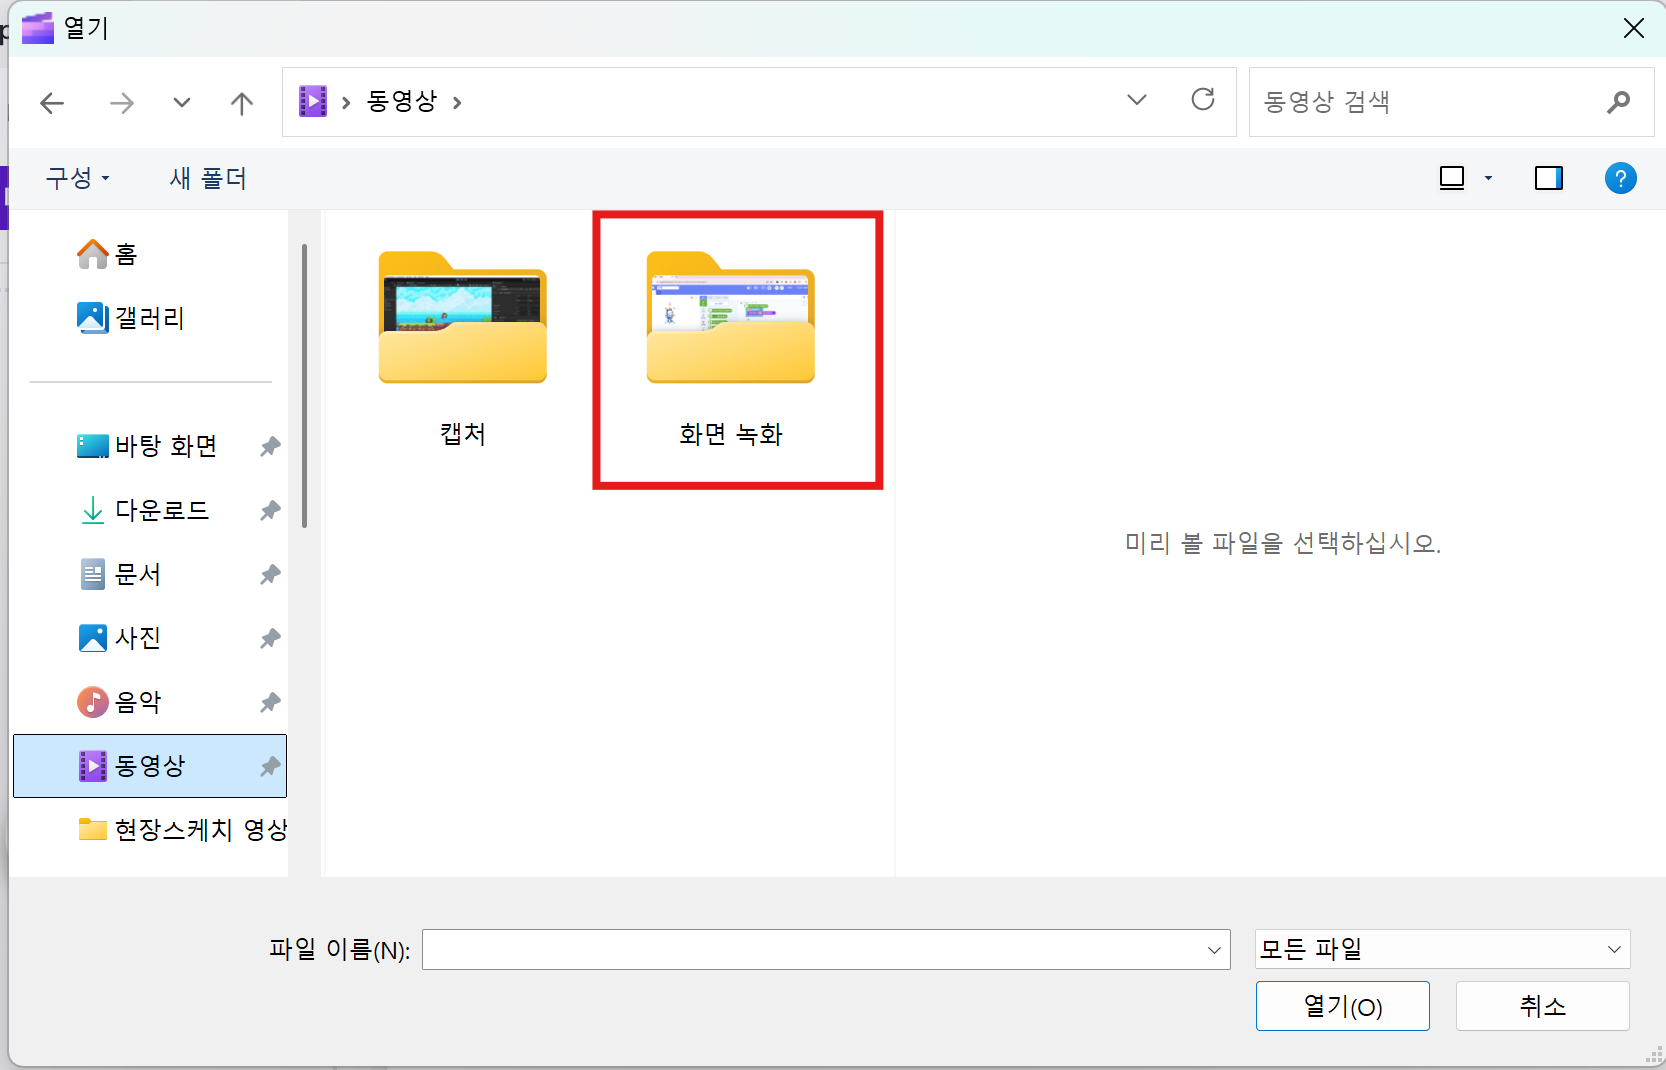 열기
동영상
동영상 검색
구성
새 폴더
홈
갤러리
바탕 화면
다운로드
문서
사진
음악
동영상
현장스케치 영상
캡처
화면 녹화
미리 볼 파일을 선택하십시오.
파일 이름(N):
모든 파일
열기(O)
취소